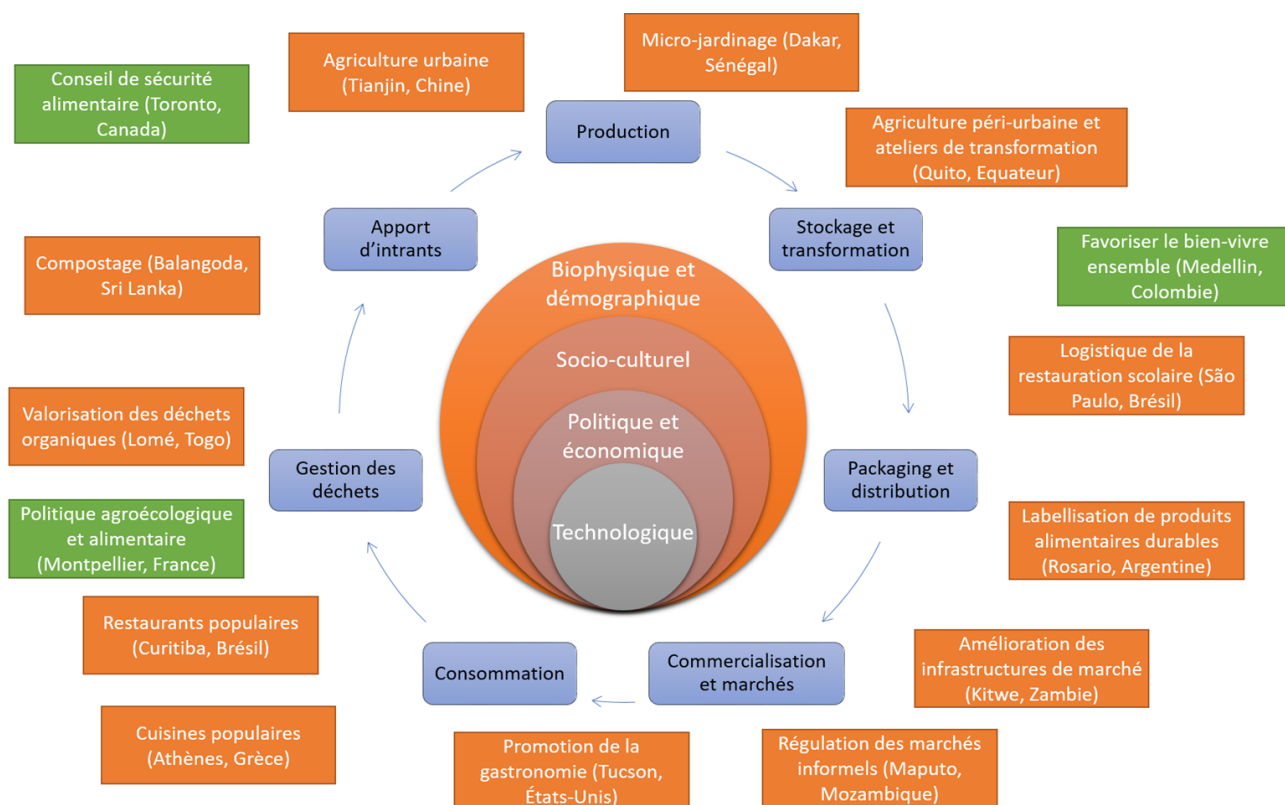 Micro-jardinage (Dakar,
Sénégal)
Agriculture urbaine
(Tianjin, Chine)
Conseil de sécurité
alimentaire (Toronto,
Canada)
Production
Agriculture péri-urbaine et
ateliers de transformation
(Quito, Equateur)
Apport
d’intrants
Stockage et
transformation
Compostage (Balangoda,
Sri Lanka)
Favoriser le bien-vivre
ensemble (Medellin,
Colombie)
Biophysique et
démographique
Socio-culturel
Logistique de la
restauration scolaire (São
Paulo, Brésil)
Valorisation des déchets
organiques (Lomé, Togo)
Politique et
économique
Gestion des
déchets
Packaging et
distribution
Politique agroécologique
et alimentaire
(Montpellier, France)
Technologique
Labellisation de produits
alimentaires durables
(Rosario, Argentine)
Restaurants populaires
(Curitiba, Brésil)
Consommation
Commercialisation
et marchés
Amélioration des
infrastructures de marché
(Kitwe, Zambie)
Cuisines populaires
(Athènes, Grèce)
Promotion de la
gastronomie (Tucson,
États-Unis)
Régulation des marchés
informels (Maputo,
Mozambique)